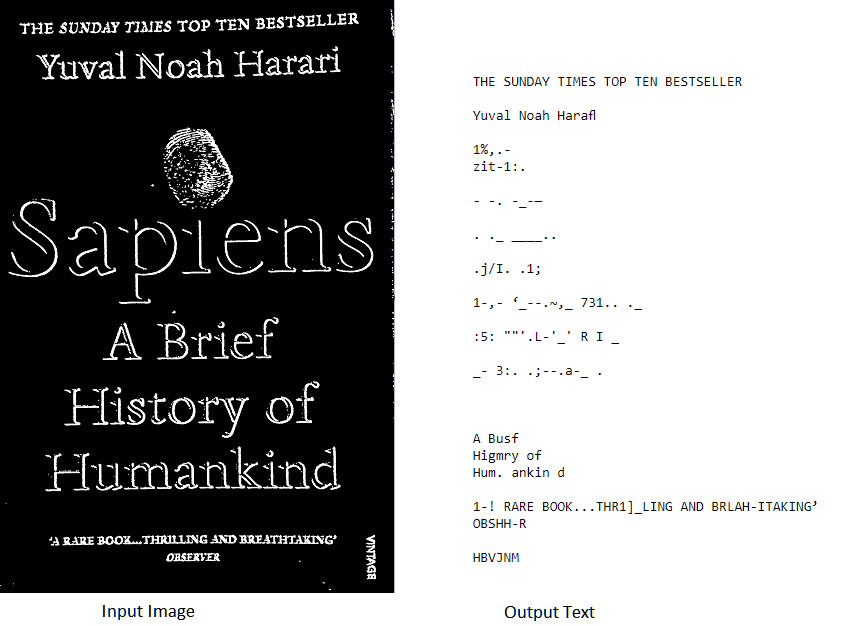 THE SUNDAY TIMES TOP TEN BESTSELLER
Yuval Noah Harari
Sapiens
A Brief
History of
Humankind
'A RARE BOOK...THRILLING AND BREATHTAKING'
OBSERVER
VINTAGE
Input Image
THE SUNDAY TIMES TOP TEN BESTSELLER
Yuval Noah Harafl
1%,.-
zit-1:.
- -. -_-—
. ._ ____..
.j/I. .1;
1-,- ‘_--.~,_ 731.. ._
:5: ""'.L-'_' R I _
_- 3:. .;--.a-_ .
A Busf
Higmry of
Hum. ankin d
1-! RARE BOOK...THR1]_LING AND BRLAH-ITAKING’
OBSHH-R
HBVJNM
Output Text